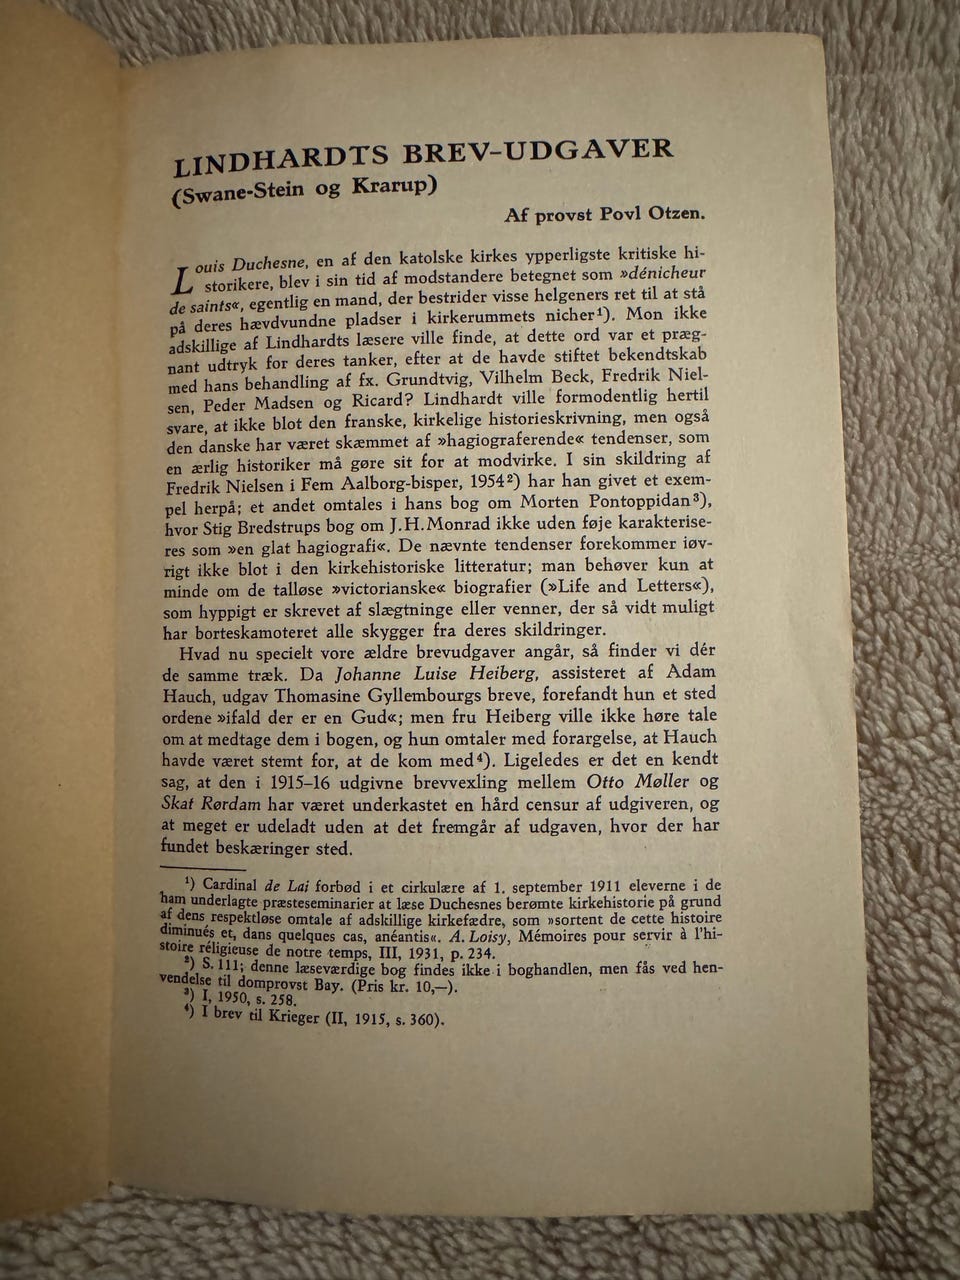 LINDHARDTS BREV-UDGAVER
(Swane-Stein og Krarup)
Af provst Povl Otzen.
Louis Duchesne, en af den katolske kirkes ypperligste kritiske hi-
storikere, blev i sin tid af modstandere betegnet som »dénicheur
de saints«, egentlig en mand, der bestrider visse helgeners ret til at stå
på deres hævdvundne pladser i kirkerummets nicher¹). Mon ikke
adskillige af Lindhardts læsere ville finde, at dette ord var et præg-
nant udtryk for deres tanker, efter at de havde stiftet bekendtskab
med hans behandling af fx. Grundtvig, Vilhelm Beck, Fredrik Niel-
sen, Peder Madsen og Ricard? Lindhardt ville formodentlig hertil
svare, at ikke blot den franske, kirkelige historieskrivning, men også
den danske har været skæmmet af »hagiograferende« tendenser, som
en ærlig historiker må gøre sit for at modvirke. I sin skildring af
Fredrik Nielsen i Fem Aalborg-bisper, 1954²) har han givet et exem-
pel herpå; et andet omtales i hans bog om Morten Pontoppidan³),
hvor Stig Bredstrups bog om J.H.Monrad ikke uden føje karakterise-
res som »en glat hagiografi«. De nævnte tendenser forekommer iøv-
rigt ikke blot i den kirkehistoriske litteratur; man behøver kun at
minde om de talløse »victorianske« biografier (»Life and Letters«),
som hyppigt er skrevet af slægtninge eller venner, der så vidt muligt
har borteskamoteret alle skygger fra deres skildringer.
Hvad nu specielt vore ældre brevudgaver angår, så finder vi dér
de samme træk. Da Johanne Luise Heiberg, assisteret af Adam
Hauch, udgav Thomasine Gyllembourgs breve, forefandt hun et sted
ordene »ifald der er en Gud«; men fru Heiberg ville ikke høre tale
om at medtage dem i bogen, og hun omtaler med forargelse, at Hauch
havde været stemt for, at de kom med⁴). Ligeledes er det en kendt
sag, at den i 1915-16 udgivne brevvexling mellem Otto Møller og
Skat Rørdam har været underkastet en hård censur af udgiveren, og
at meget er udeladt uden at det fremgår af udgaven, hvor der har
fundet beskæringer sted.
¹) Cardinal de Lai forbød i et cirkulære af 1. september 1911 eleverne i de
ham underlagte præsteseminarier at læse Duchesnes berømte kirkehistorie på grund
af dens respektløse omtale af adskillige kirkefædre, som »sortent de cette histoire
diminués et, dans quelques cas, anéantis«. A. Loisy, Mémoires pour servir à l'hi-
stoire réligieuse de notre temps, III, 1931, p. 234.
²) S. 111; denne læseværdige bog findes ikke i boghandlen, men fås ved hen-
vendelse til domprovst Bay. (Pris kr. 10,—).
³) I, 1950, s. 258.
⁴) I brev til Krieger (II, 1915, s. 360).